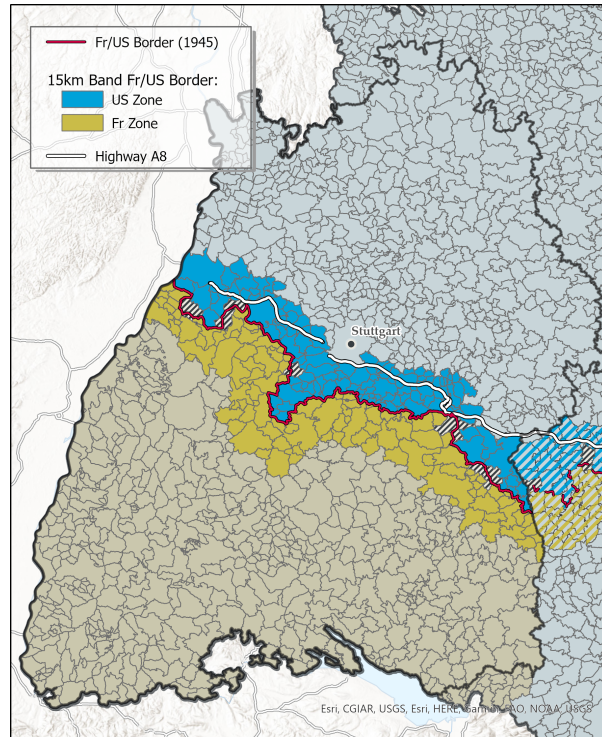 Fr/US Border (1945)
15km Band Fr/US Border:
US Zone
Fr Zone
Highway A8
Stuttgart
Esri, CGIAR, USGS, Esri, HERE, Garmin, FAO, NOAA, USGS